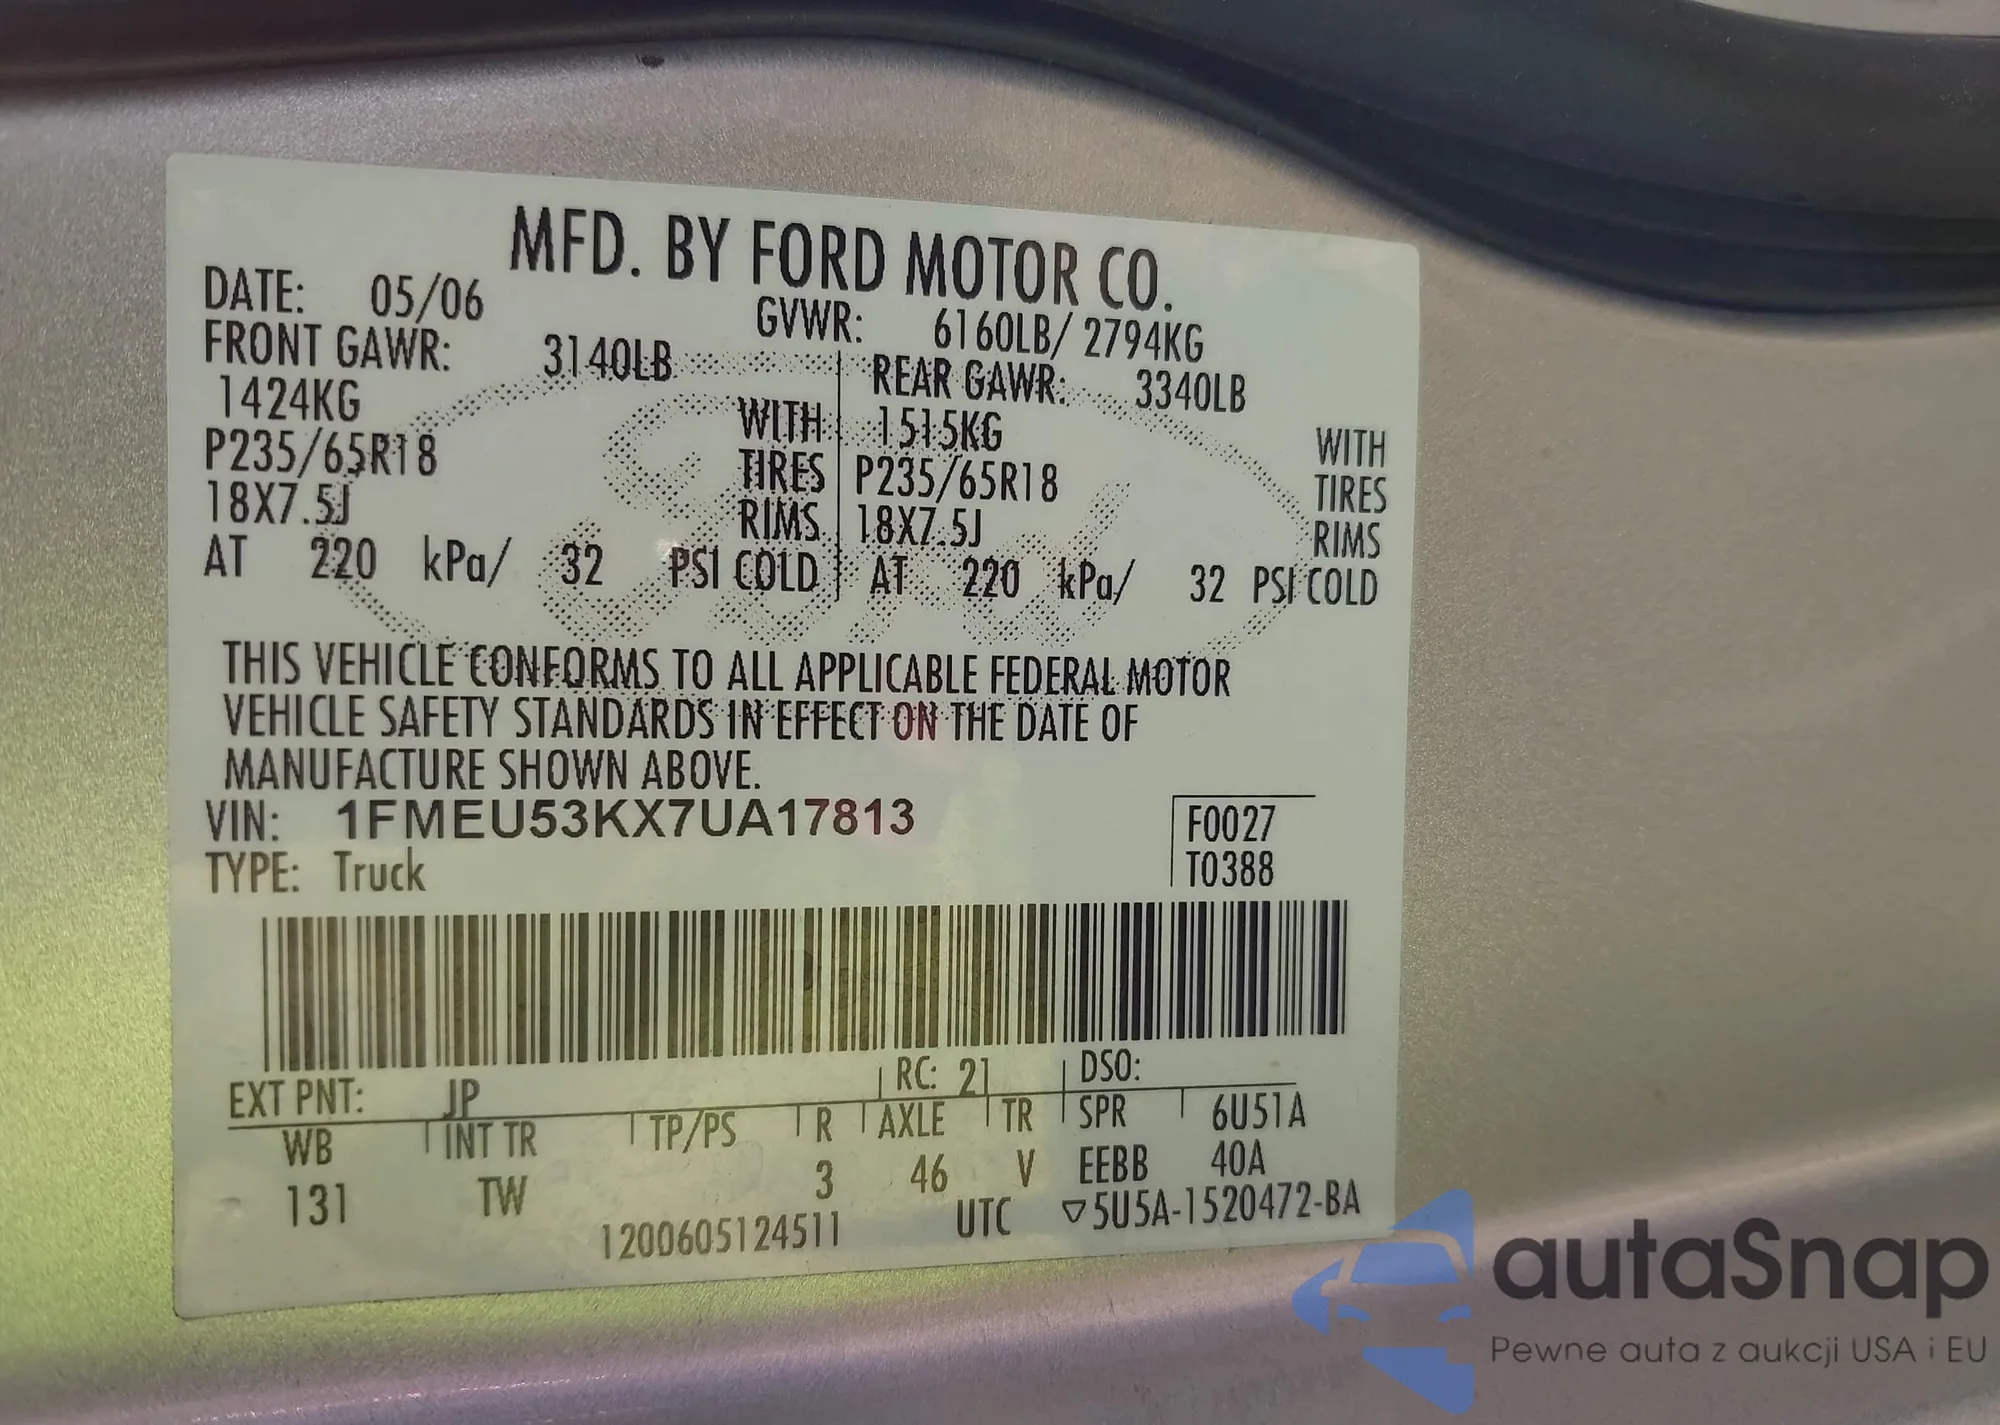 MFD. BY FORD MOTOR CO.
DATE: 05/06 GVWR: 6160LB/ 2794KG
FRONT GAWR: 3140LB REAR GAWR: 3340LB
1424KG WITH 1515KG WITH
P235/65R18 TIRES P235/65R18 TIRES
18X7.5J RIMS 18X7.5J RIMS
AT 220 kPa/ 32 PSI COLD AT 220 kPa/ 32 PSI COLD
THIS VEHICLE CONFORMS TO ALL APPLICABLE FEDERAL MOTOR
VEHICLE SAFETY STANDARDS IN EFFECT ON THE DATE OF
MANUFACTURE SHOWN ABOVE.
VIN: 1FMEU53KX7UA17813 F0027
TYPE: Truck T0388
EXT PNT: JP RC: 21 DSO:
WB INT TR TP/PS R AXLE TR SPR 6U51A
131 TW 3 46 V EEBB 40A
1200605124511 UTC ▽5U5A-1520472-BA
autaSnap
Pewne auta z aukcji USA i EU